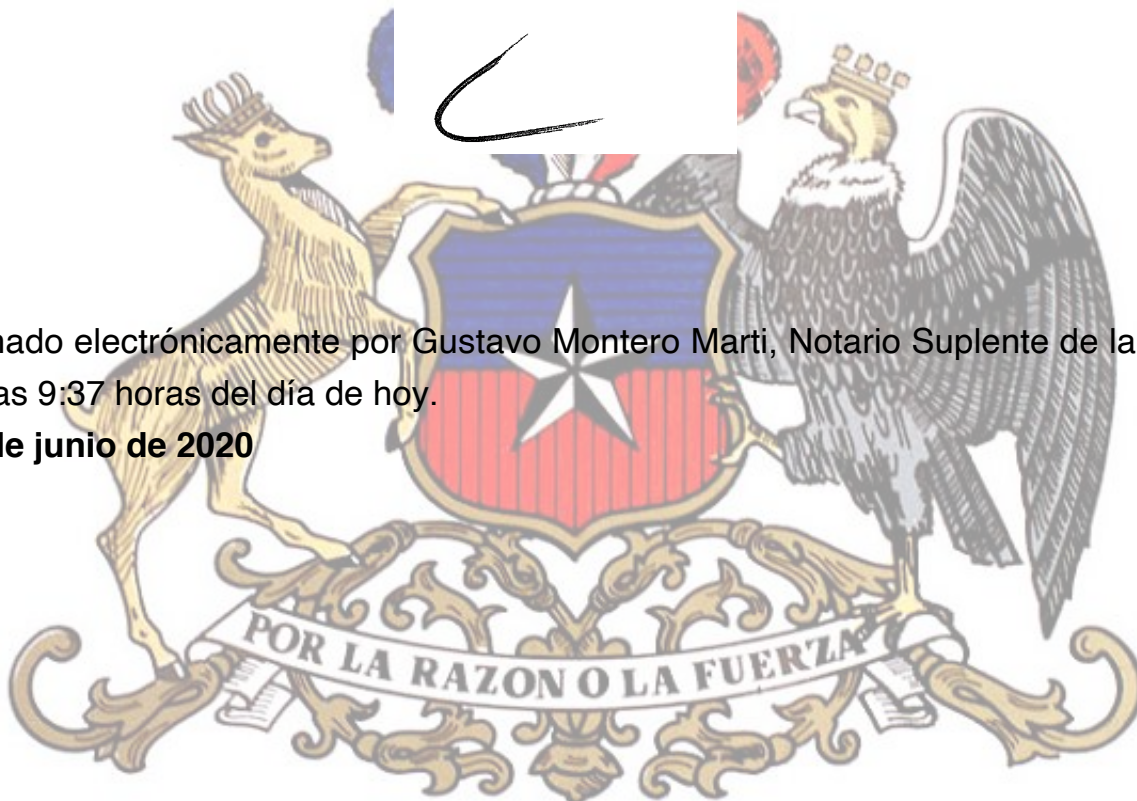 nado electrónicamente por Gustavo Montero Marti, Notario Suplente de la
as 9:37 horas del día de hoy.
de junio de 2020
POR LA RAZON O LA FUERZA